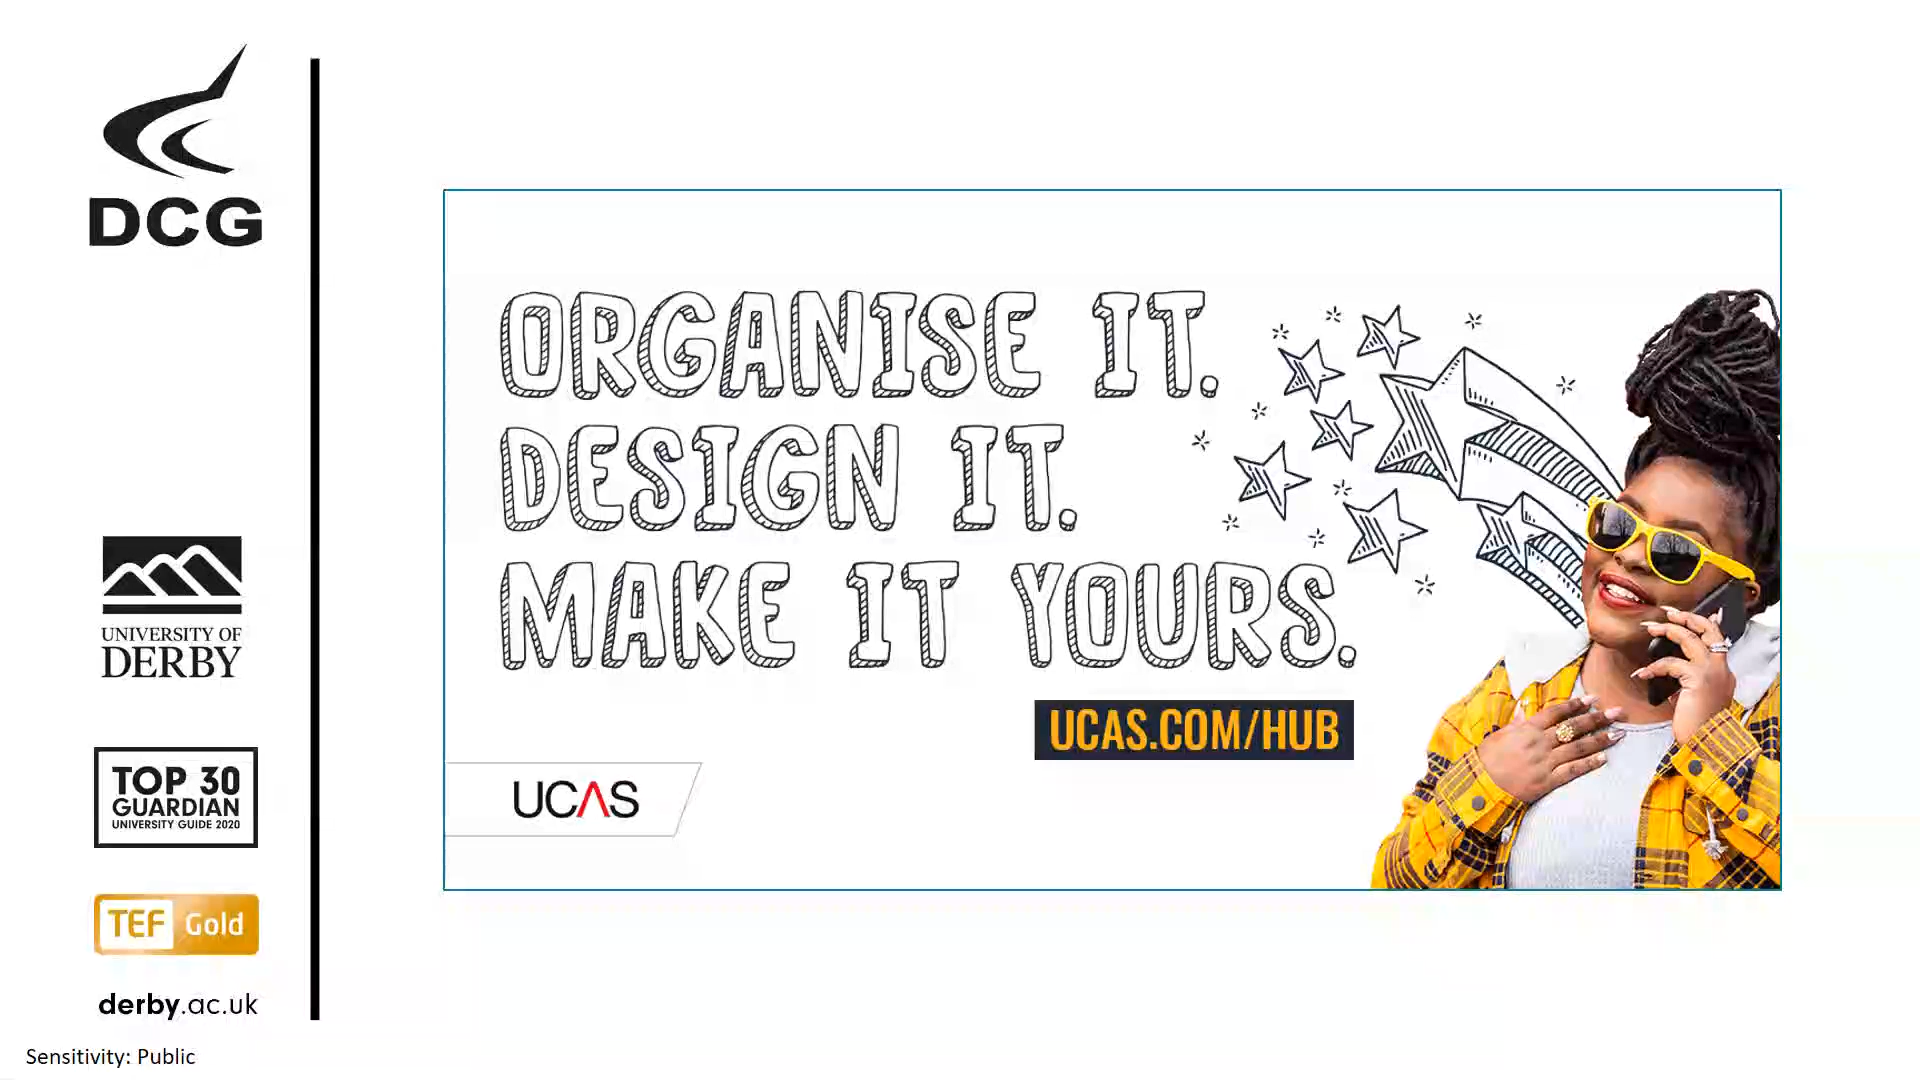 DCG
UNIVERSITY OF
DERBY
TOP 30
GUARDIAN
UNIVERSITY GUIDE 2020
TEF Gold
derby.ac.uk
Sensitivity: Public
ORGANISE IT.
DESIGN IT.
MAKE IT YOURS.
UCAS.COM/HUB
UCAS